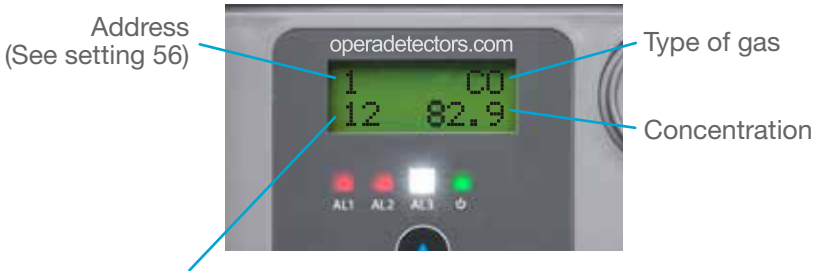 Address
(See setting 56)
operadetectors.com
Type of gas
1 CO
12 82.9
Concentration
AL1 AL2 AL3